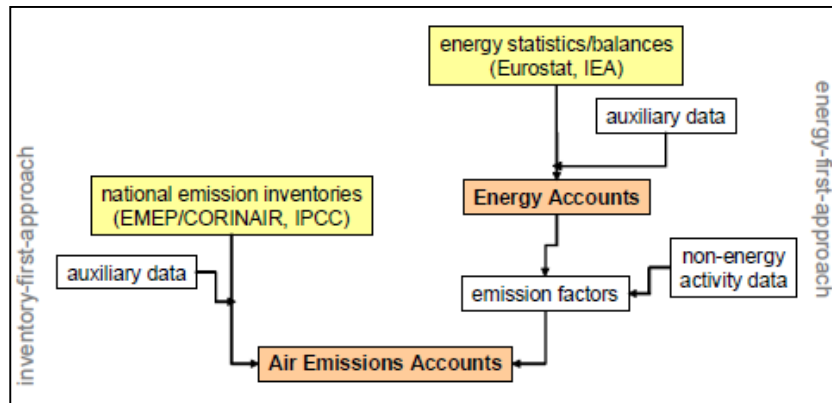 energy statistics/balances
(Eurostat, IEA)
auxiliary data
energy-first-approach
inventory-first-approach
national emission inventories
(EMEP/CORINAIR, IPCC)
Energy Accounts
auxiliary data
non-energy
activity data
emission factors
Air Emissions Accounts